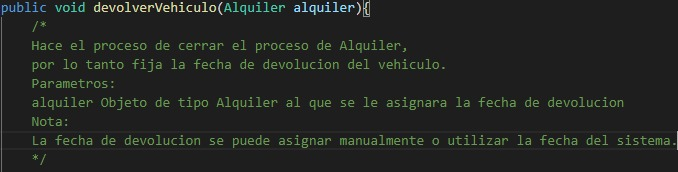 public void devolverVehiculo(Alquiler alquiler){
/*
Hace el proceso de cerrar el proceso de Alquiler,
por lo tanto fija la fecha de devolucion del vehiculo.
Parametros:
alquiler Objeto de tipo Alquiler al que se le asignara la fecha de devolucion
Nota:
La fecha de devolucion se puede asignar manualmente o utilizar la fecha del sistema.
*/